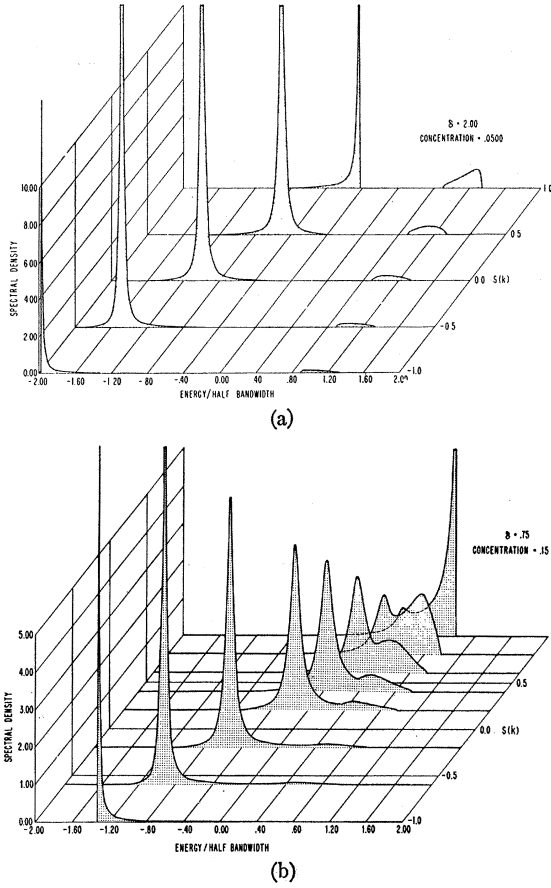 (a)
δ = 2.00
CONCENTRATION = .0500
SPECTRAL DENSITY
10.00
8.00
6.00
4.00
2.00
0.00
-2.00 -1.60 -1.20 -.80 -.40 0.00 .40 .80 1.20 1.60
ENERGY/HALF BANDWIDTH
0.5
0.0 S(k)
-0.5
-1.0
(a)
δ = .75
CONCENTRATION = .15
SPECTRAL DENSITY
5.00
4.00
3.00
2.00
1.00
0.00
-2.00 -1.60 -1.20 -.80 -.40 0.00 .40 .80 1.20 1.60 2.00
ENERGY/HALF BANDWIDTH
0.5
0.0 S(k)
-0.5
-1.0
(b)